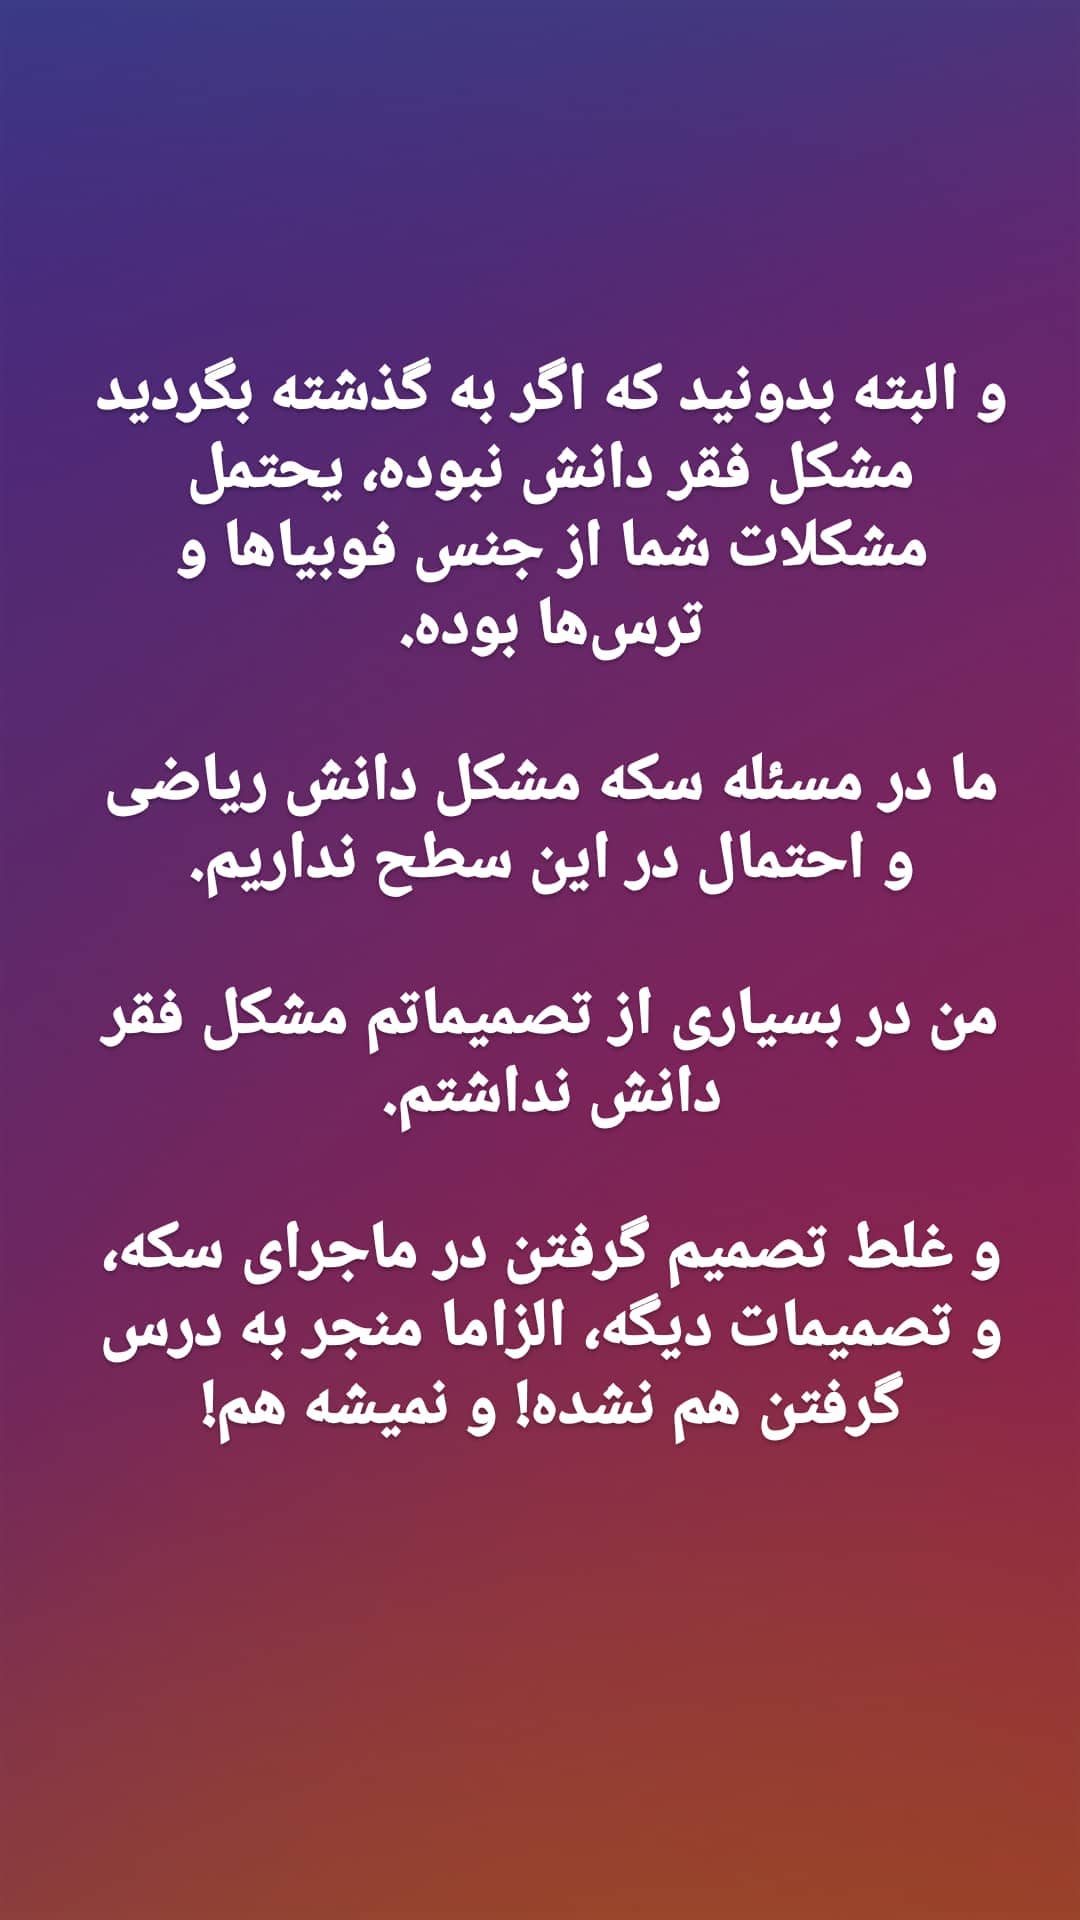 و البته بدونید که اگر به گذشته بگردید
مشکل فقر دانش نبوده، یحتمل
مشکلات شما از جنس فوبیاها و
ترس‌ها بوده.
ما در مسئله سکه مشکل دانش ریاضی
و احتمال در این سطح نداریم.
من در بسیاری از تصمیماتم مشکل فقر
دانش نداشتم.
و غلط تصمیم گرفتن در ماجرای سکه،
و تصمیمات دیگه، الزاما منجر به درس
گرفتن هم نشده! و نمیشه هم!